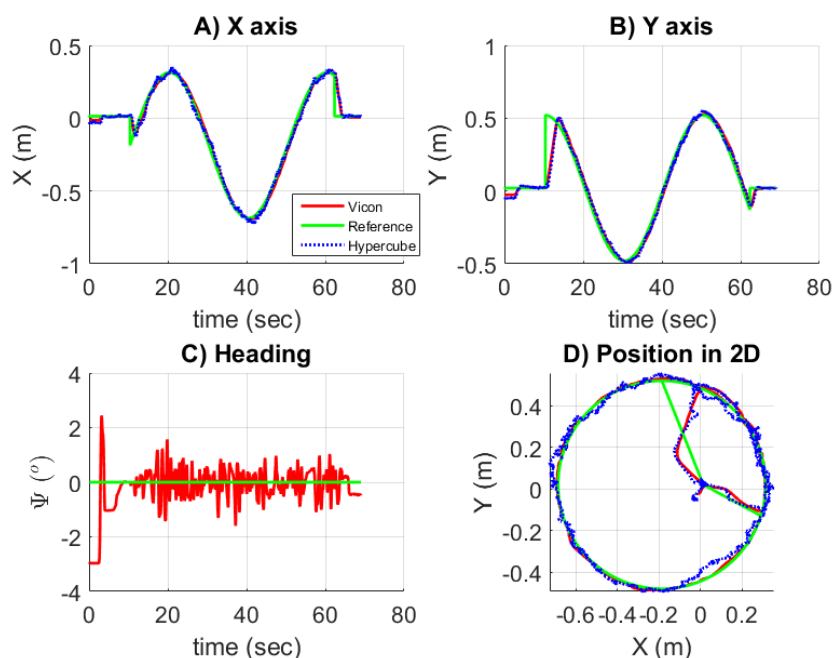 A) X axis
X (m)
0.5
0
-0.5
-1
0 20 40 60 80
time (sec)
Vicon
Reference
Hypercube
B) Y axis
Y (m)
1
0.5
0
-0.5
0 20 40 60 80
time (sec)
C) Heading
Ψ (º)
4
2
0
-2
-4
0 20 40 60 80
time (sec)
D) Position in 2D
Y (m)
0.4
0.2
0
-0.2
-0.4
-0.6 -0.4 -0.2 0 0.2
X (m)